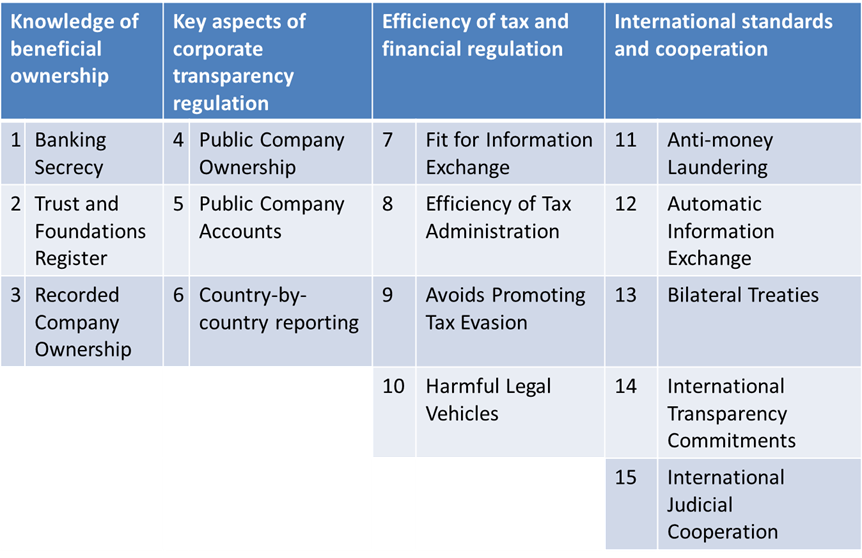 Knowledge of
beneficial
ownership
Key aspects of
corporate
transparency
regulation
Efficiency of tax and
financial regulation
International standards
and cooperation
1 Banking
Secrecy
4 Public Company
Ownership
7 Fit for Information
Exchange
11 Anti-money
Laundering
2 Trust and
Foundations
Register
5 Public Company
Accounts
8 Efficiency of Tax
Administration
12 Automatic
Information
Exchange
3 Recorded
Company
Ownership
6 Country-by-
country reporting
9 Avoids Promoting
Tax Evasion
13 Bilateral Treaties
10 Harmful Legal
Vehicles
14 International
Transparency
Commitments
15 International
Judicial
Cooperation